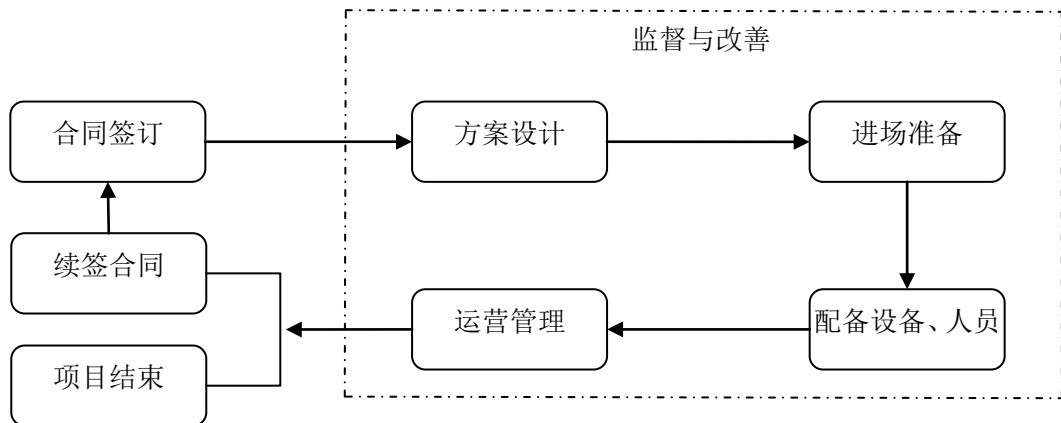 监督与改善
合同签订
方案设计
进场准备
续签合同
运营管理
配备设备、人员
项目结束